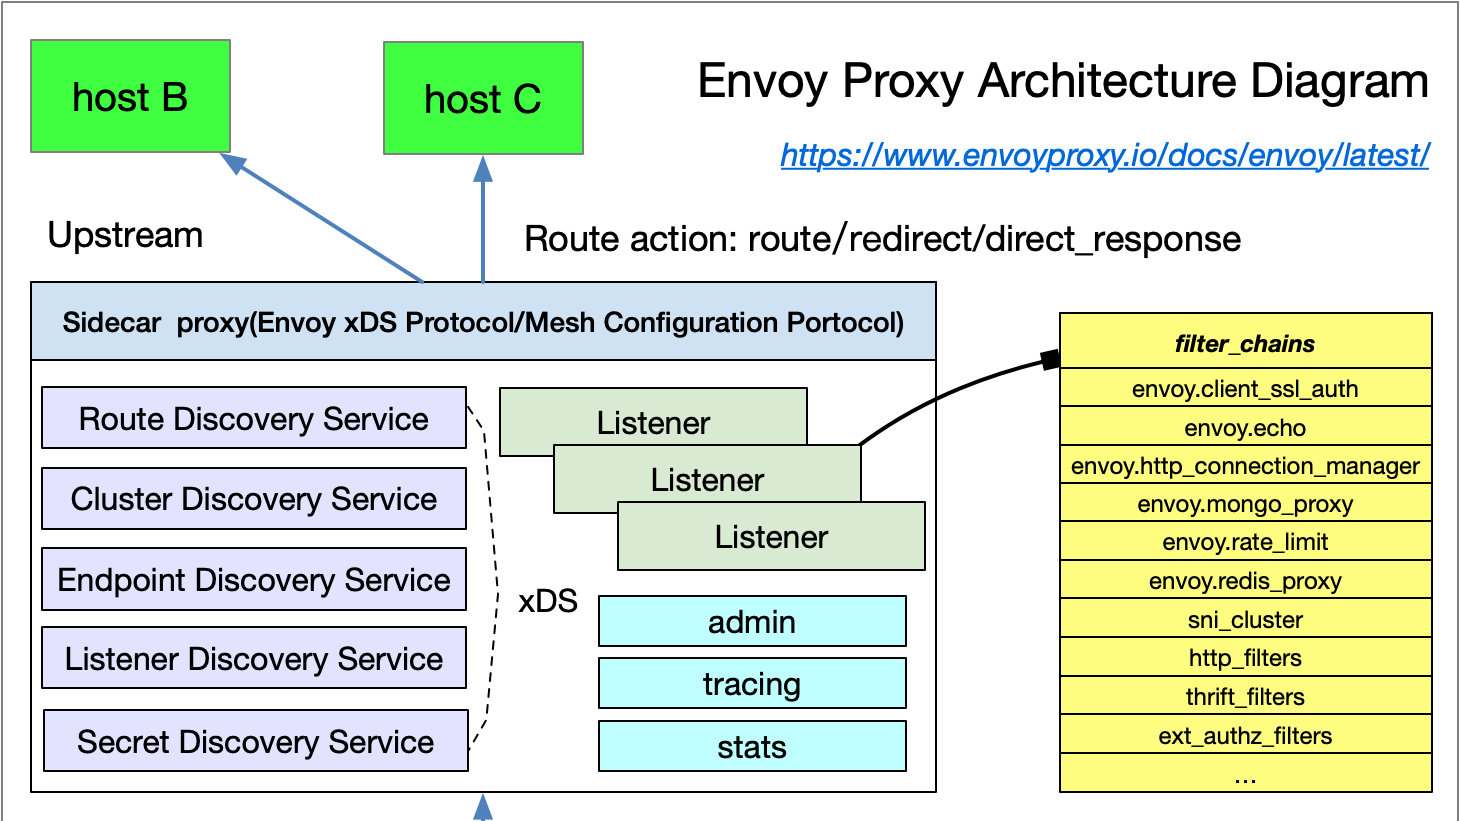 host B
host C
Envoy Proxy Architecture Diagram
https://www.envoyproxy.io/docs/envoy/latest/
Upstream
Route action: route/redirect/direct_response
Sidecar  proxy(Envoy xDS Protocol/Mesh Configuration Portocol)
Route Discovery Service
Cluster Discovery Service
Endpoint Discovery Service
Listener Discovery Service
Secret Discovery Service
xDS
Listener
Listener
Listener
admin
tracing
stats
filter_chains
envoy.client_ssl_auth
envoy.echo
envoy.http_connection_manager
envoy.mongo_proxy
envoy.rate_limit
envoy.redis_proxy
sni_cluster
http_filters
thrift_filters
ext_authz_filters
...